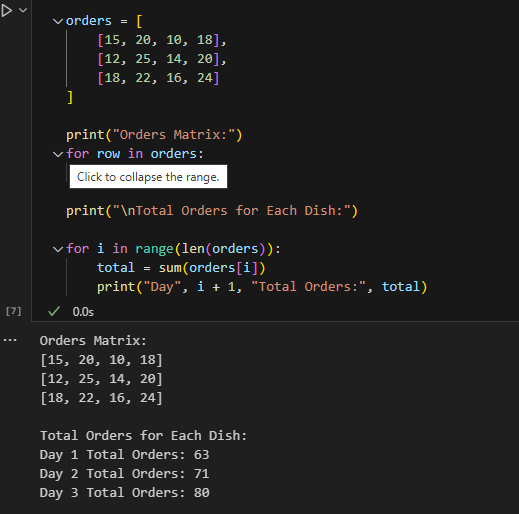 orders = [
    [15, 20, 10, 18],
    [12, 25, 14, 20],
    [18, 22, 16, 24]
]
print("Orders Matrix:")
for row in orders:
Click to collapse the range.
print("\nTotal Orders for Each Dish:")
for i in range(len(orders)):
    total = sum(orders[i])
    print("Day", i + 1, "Total Orders:", total)
[7]
0.0s
...
Orders Matrix:
[15, 20, 10, 18]
[12, 25, 14, 20]
[18, 22, 16, 24]
Total Orders for Each Dish:
Day 1 Total Orders: 63
Day 2 Total Orders: 71
Day 3 Total Orders: 80